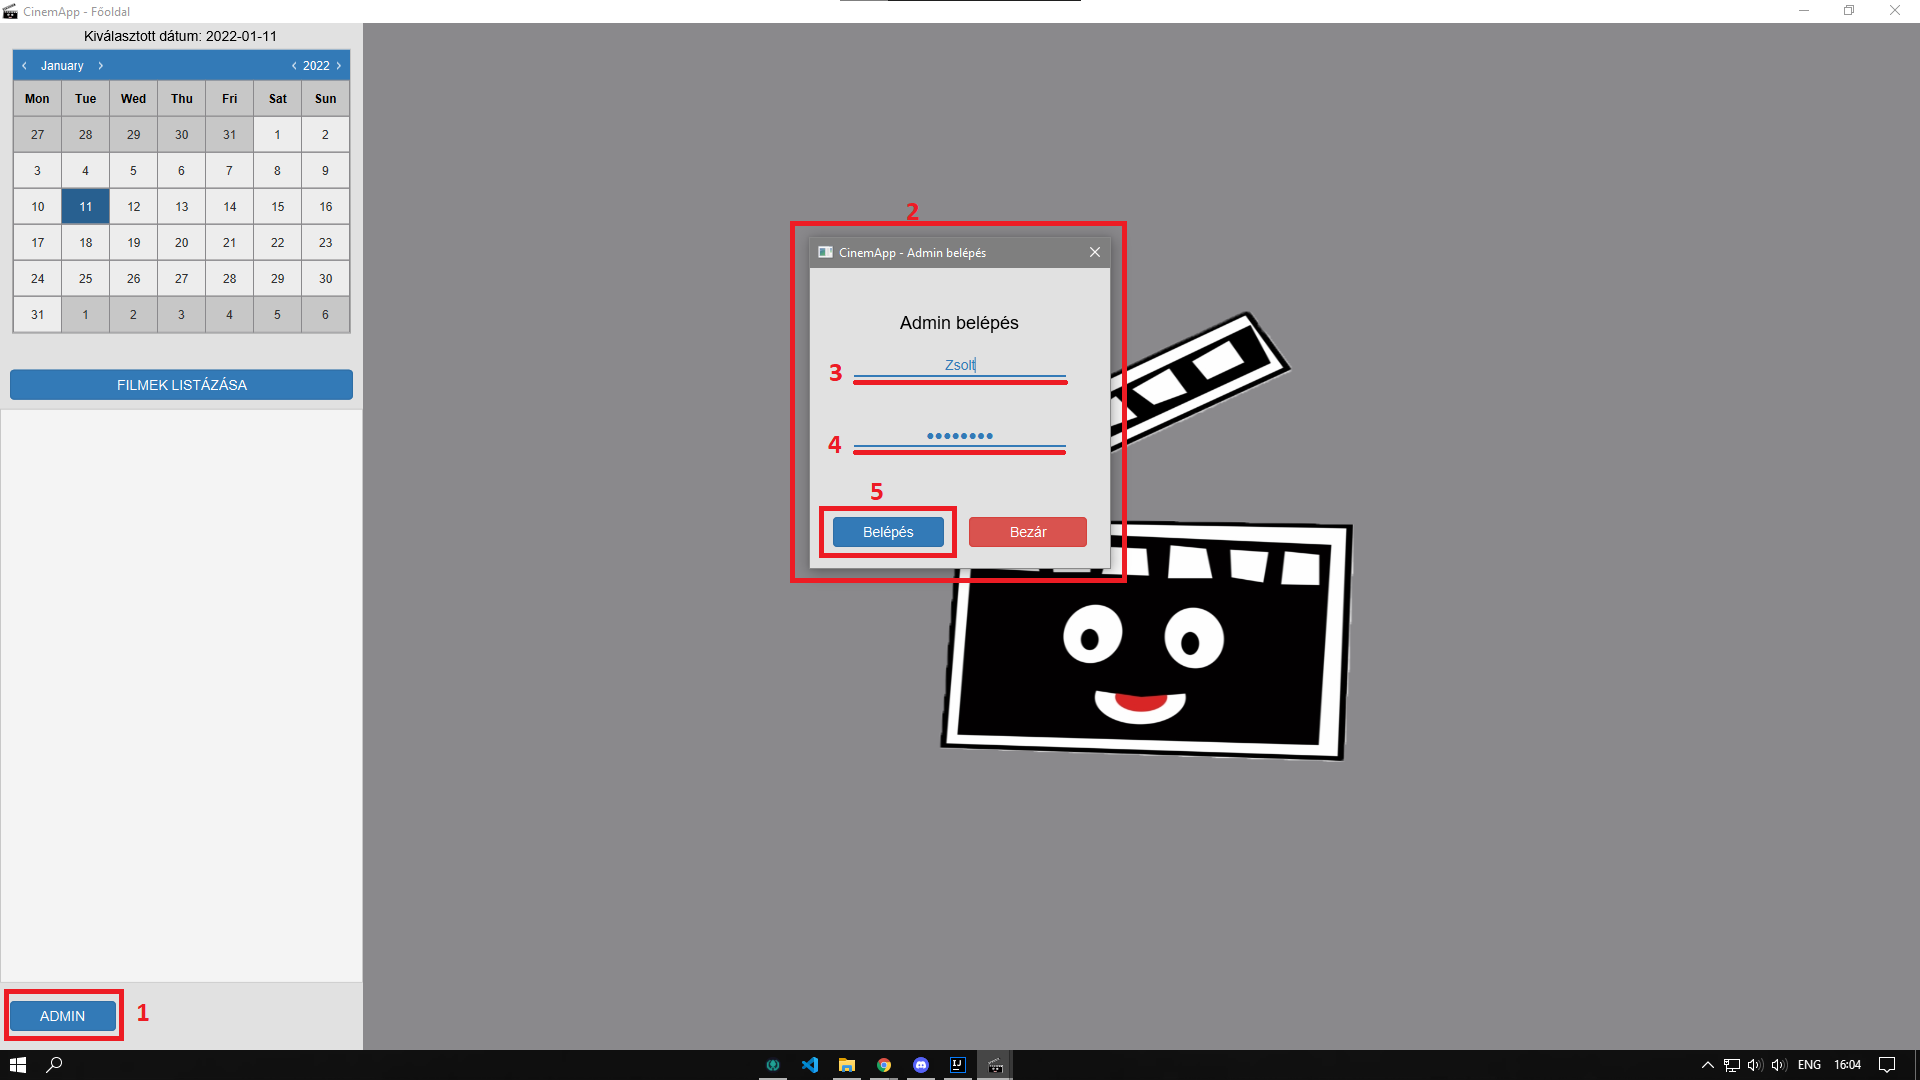 CinemApp - Főoldal
Kiválasztott dátum: 2022-01-11
‹ January › ‹ 2022 ›
Mon Tue Wed Thu Fri Sat Sun
27 28 29 30 31 1 2
3 4 5 6 7 8 9
10 11 12 13 14 15 16
17 18 19 20 21 22 23
24 25 26 27 28 29 30
31 1 2 3 4 5 6
FILMEK LISTÁZÁSA
ADMIN
1
2
CinemApp - Admin belépés
Admin belépés
3 Zsolt
4 ••••••••
5
Belépés Bezár
IJ
ENG 16:04